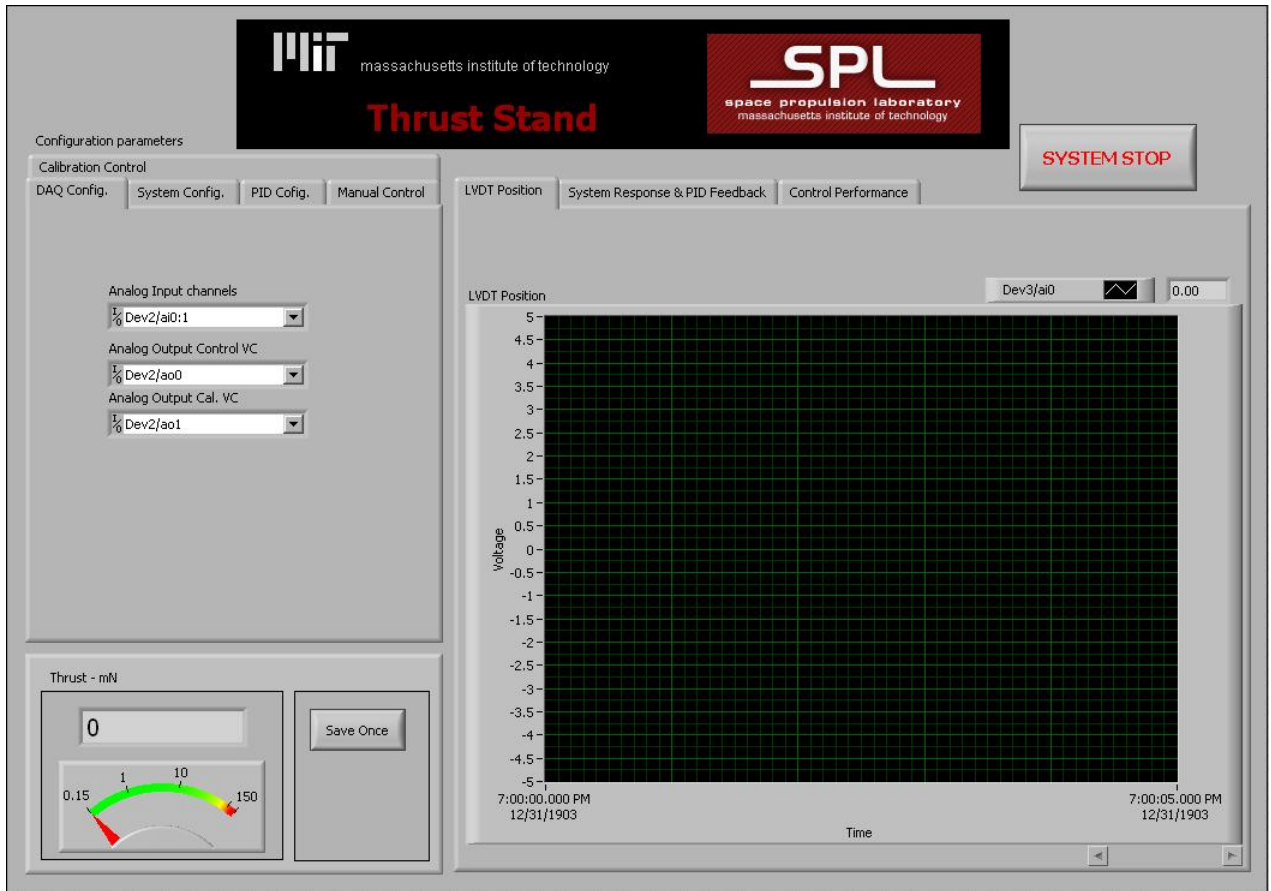 MIT
massachusetts institute of technology
Thrust Stand
SPL
space propulsion laboratory
massachusetts institute of technology
SYSTEM STOP
Configuration parameters
Calibration Control
DAQ Config.
System Config.
PID Cofig.
Manual Control
Analog Input channels
Dev2/ai0:1
Analog Output Control VC
Dev2/ao0
Analog Output Cal. VC
Dev2/ao1
Thrust - mN
0
0.15
1
10
150
Save Once
LVDT Position
System Response & PID Feedback
Control Performance
LVDT Position
Dev3/ai0
0.00
5
4.5
4
3.5
3
2.5
2
1.5
1
0.5
0
-0.5
-1
-1.5
-2
-2.5
-3
-3.5
-4
-4.5
-5
Voltage
7:00:00.000 PM
12/31/1903
7:00:05.000 PM
12/31/1903
Time